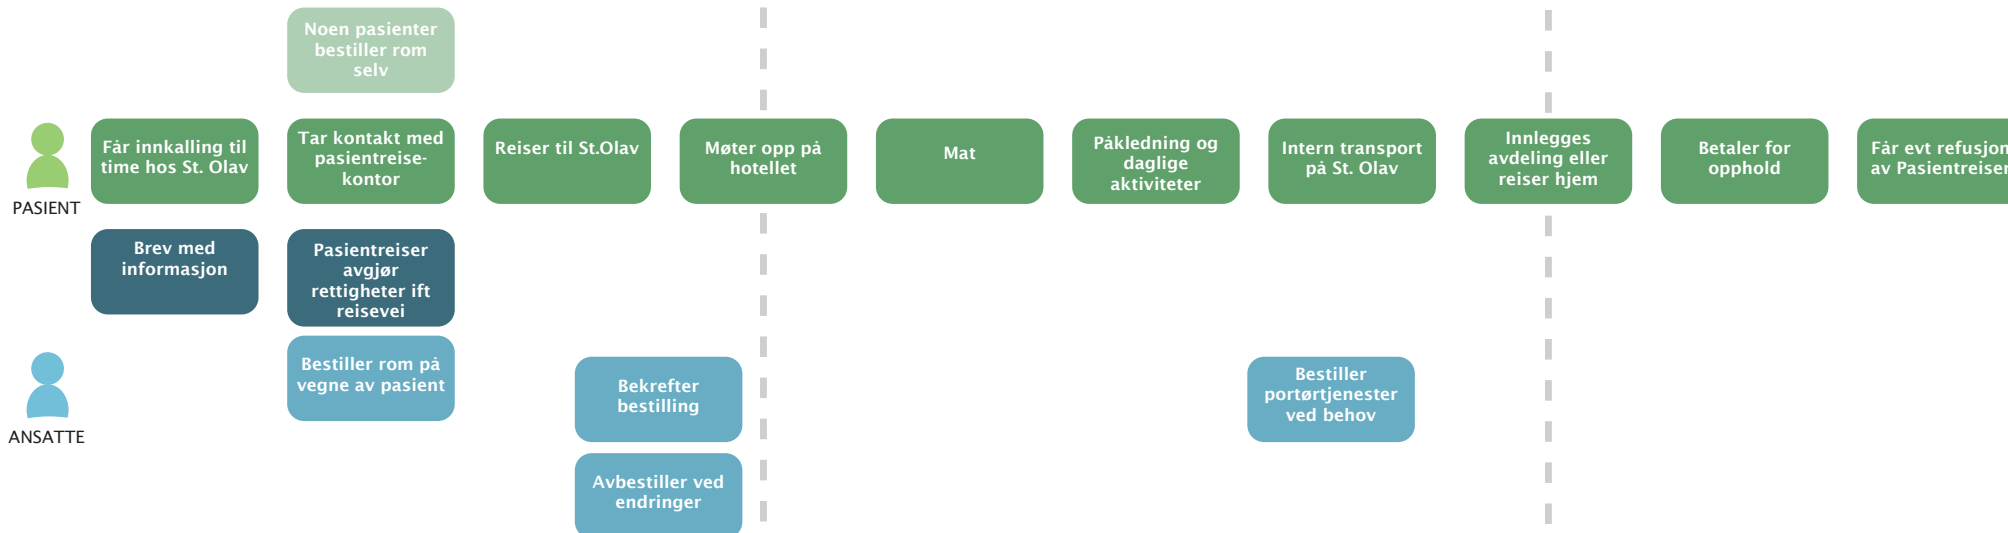 Noen pasienter
bestiller rom
selv
PASIENT
Får innkalling til
time hos St. Olav
Tar kontakt med
pasientreise-
kontor
Reiser til St.Olav
Møter opp på
hotellet
Mat
Påkledning og
daglige
aktiviteter
Intern transport
på St. Olav
Innlegges
avdeling eller
reiser hjem
Betaler for
opphold
Får evt refusjon
av Pasientreiser
Brev med
informasjon
Pasientreiser
avgjør
rettigheter ift
reisevei
ANSATTE
Bestiller rom på
vegne av pasient
Bekrefter
bestilling
Bestiller
portørtjenester
ved behov
Avbestiller ved
endringer